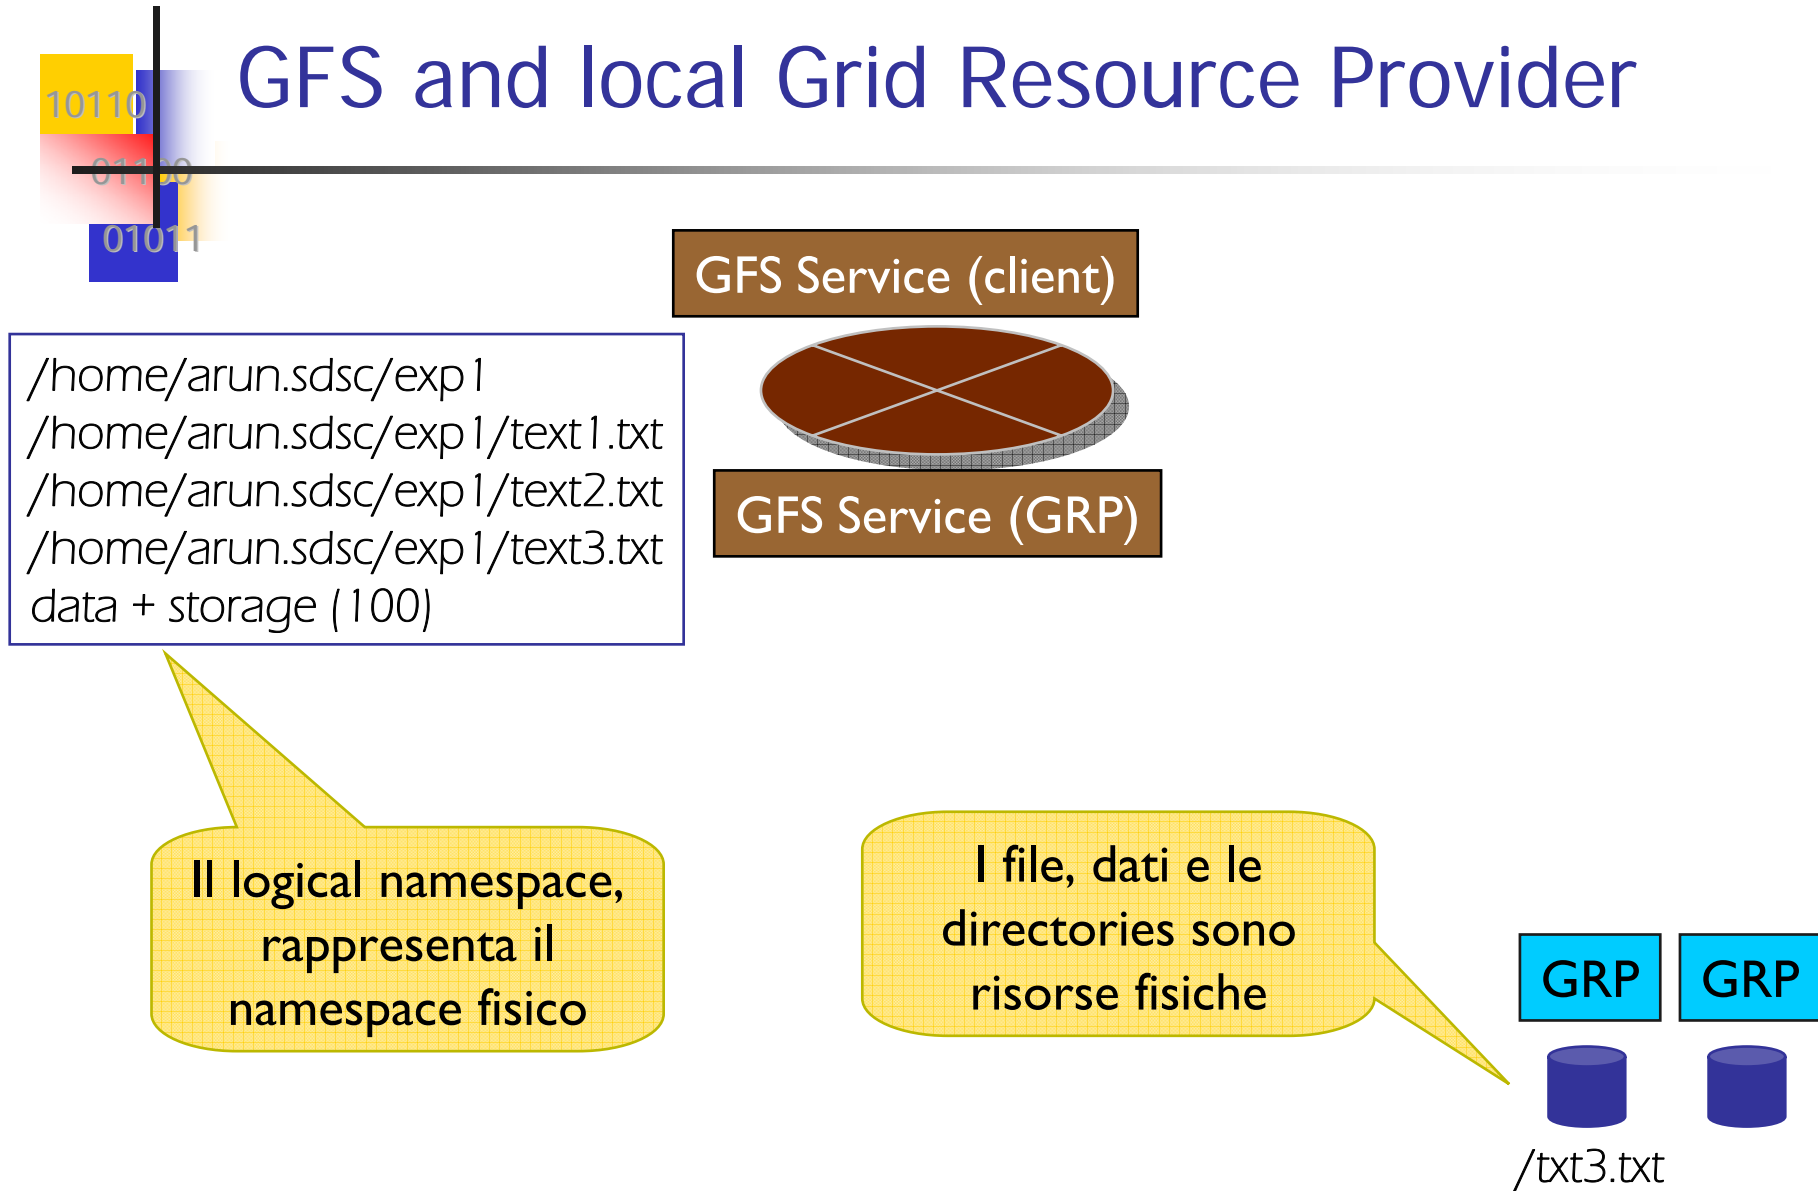 GFS and local Grid Resource Provider
10110
01100
01011
GFS Service (client)
/home/arun.sdsc/exp1
/home/arun.sdsc/exp1/text1.txt
/home/arun.sdsc/exp1/text2.txt
/home/arun.sdsc/exp1/text3.txt
data + storage (100)
GFS Service (GRP)
Il logical namespace,
rappresenta il
namespace fisico
I file, dati e le
directories sono
risorse fisiche
GRP
GRP
/txt3.txt